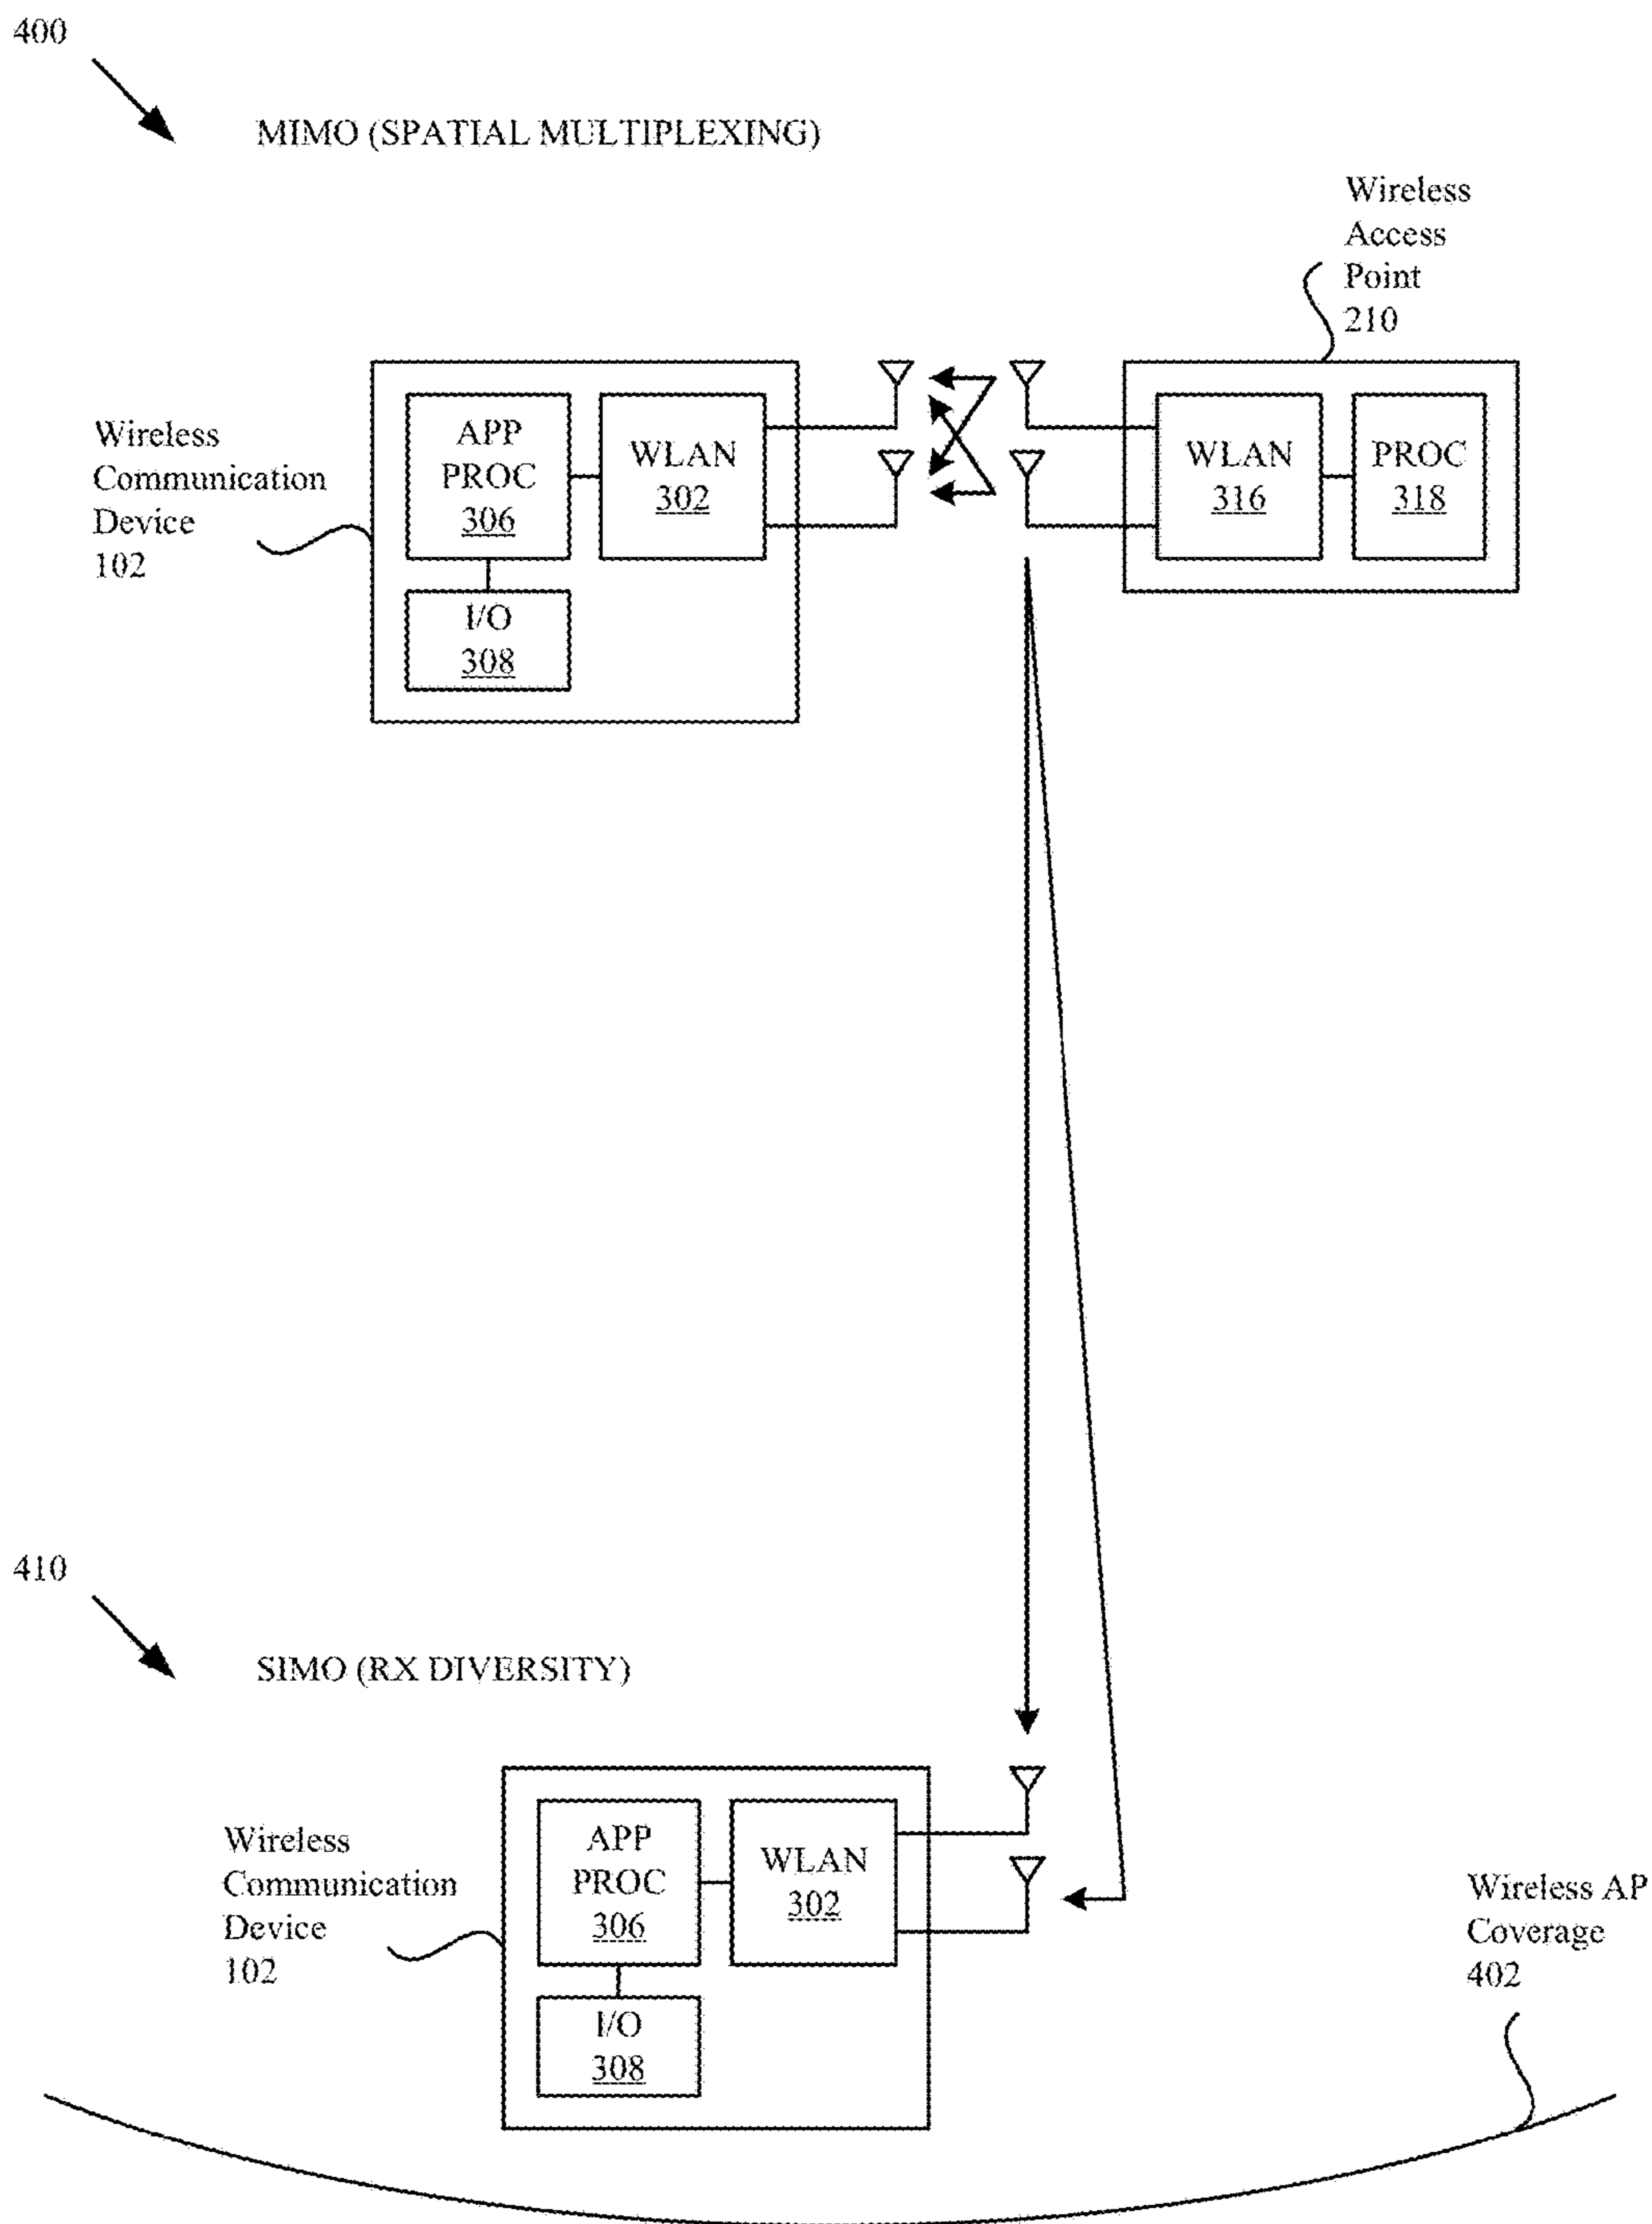 400
MIMO (SPATIAL MULTIPLEXING)
Wireless
Access
Point
210
Wireless
Communication
Device
102
APP
PROC
306
WLAN
302
I/O
308
WLAN
316
PROC
318
410
SIMO (RX DIVERSITY)
Wireless
Communication
Device
102
APP
PROC
306
WLAN
302
I/O
308
Wireless AP
Coverage
402